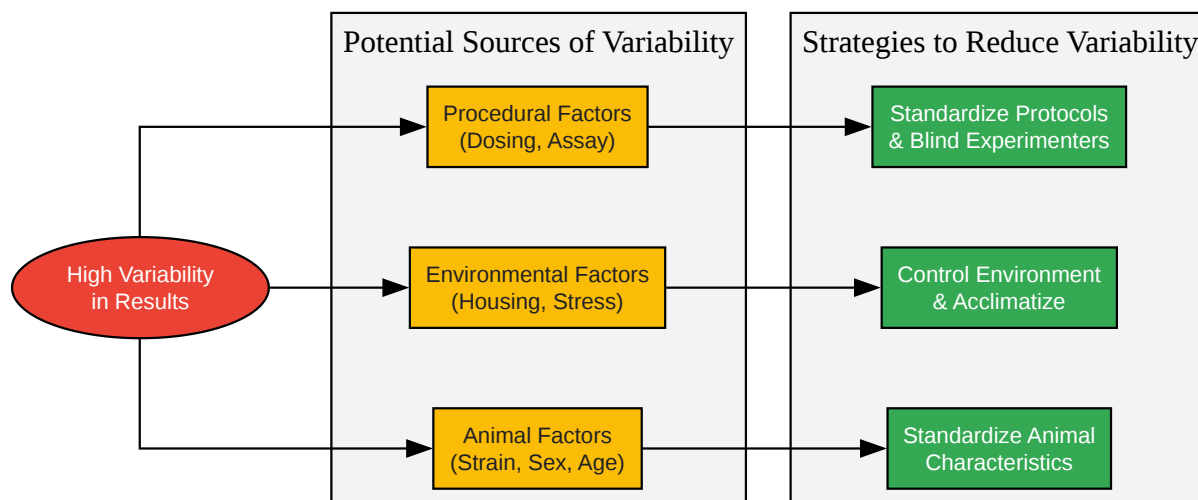 Potential Sources of Variability
Strategies to Reduce Variability
Procedural Factors
(Dosing, Assay)
Standardize Protocols
& Blind Experimenters
High Variability
in Results
Environmental Factors
(Housing, Stress)
Control Environment
& Acclimatize
Animal Factors
(Strain, Sex, Age)
Standardize Animal
Characteristics